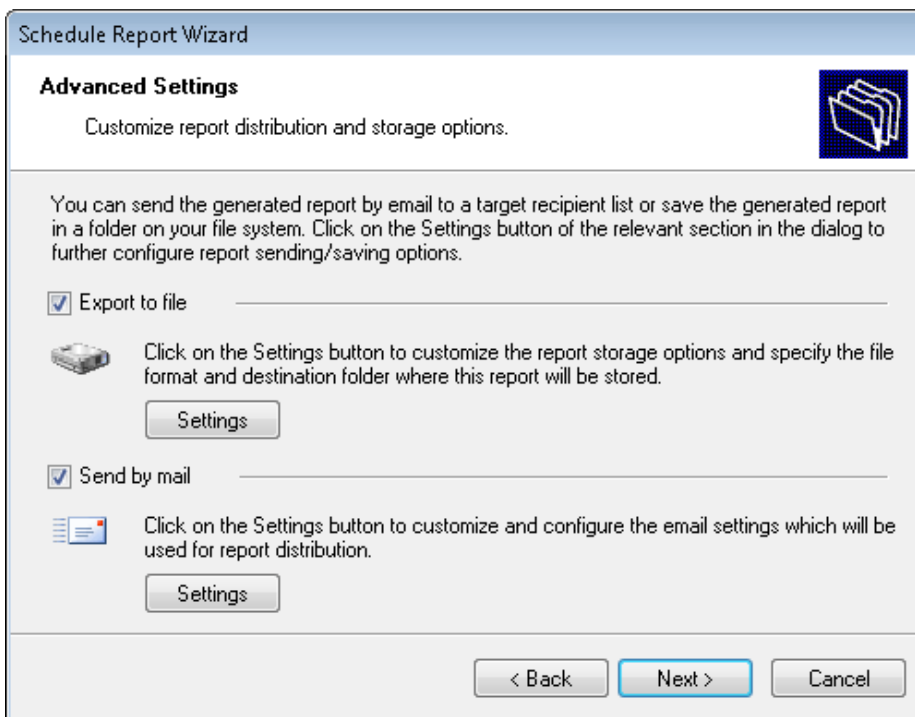 Schedule Report Wizard
Advanced Settings
Customize report distribution and storage options.
You can send the generated report by email to a target recipient list or save the generated report
in a folder on your file system. Click on the Settings button of the relevant section in the dialog to
further configure report sending/saving options.
Export to file
Click on the Settings button to customize the report storage options and specify the file
format and destination folder where this report will be stored.
Settings
Send by mail
Click on the Settings button to customize and configure the email settings which will be
used for report distribution.
Settings
< Back Next > Cancel